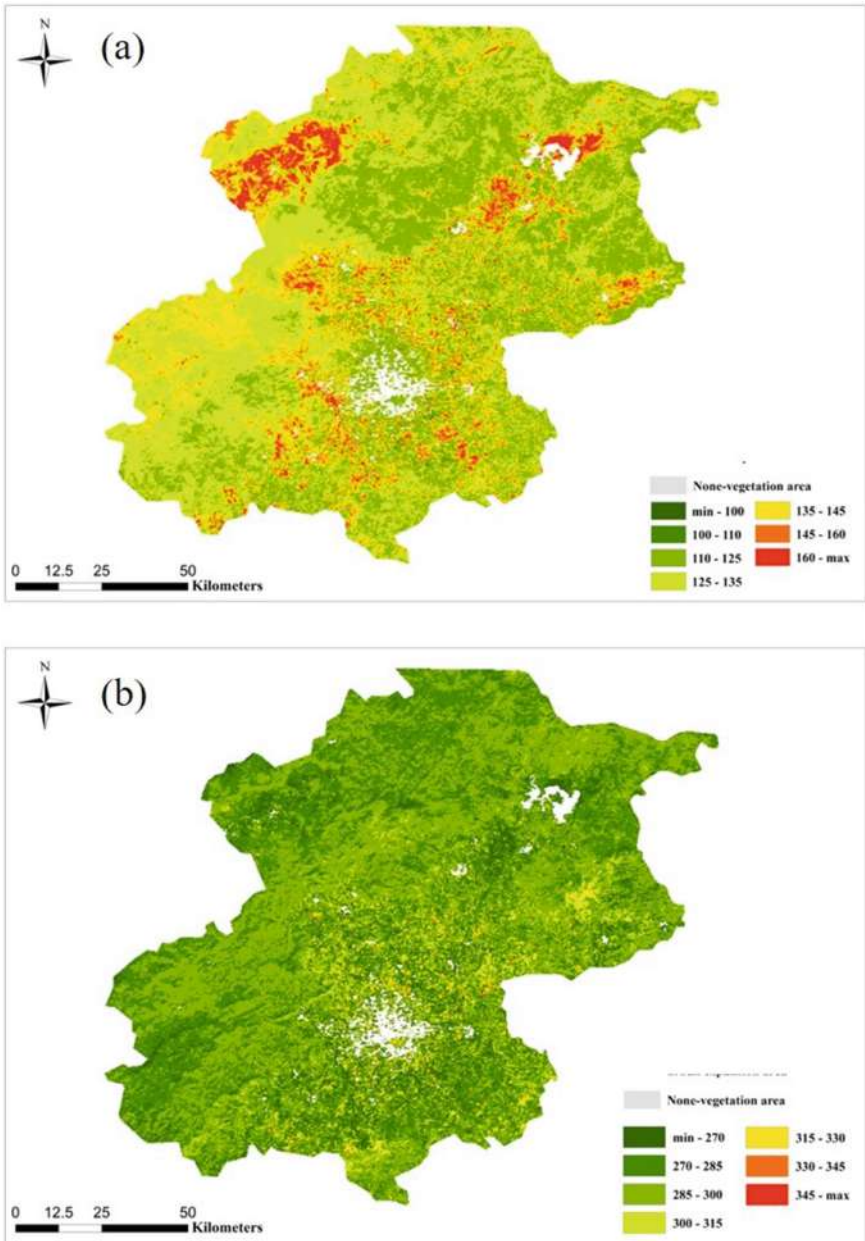 N
(a)
None-vegetation area
min - 100
135 - 145
100 - 110
145 - 160
110 - 125
160 - max
125 - 135
0 12.5 25 50
Kilometers
N
(b)
None-vegetation area
min - 270
315 - 330
270 - 285
330 - 345
285 - 300
345 - max
300 - 315
0 12.5 25 50
Kilometers